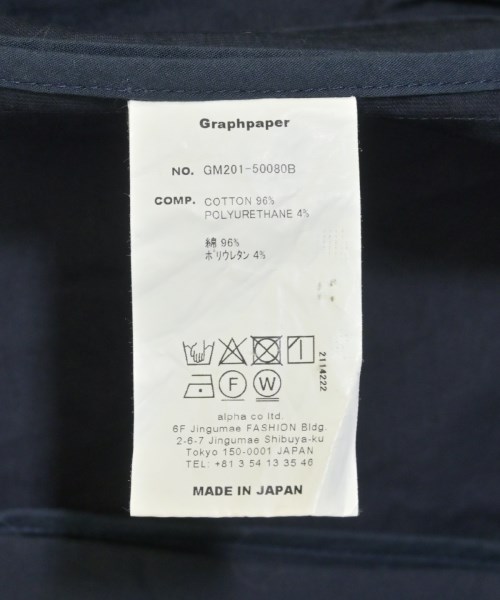 Graphpaper
NO. GM201-50080B
COMP. COTTON 96%
POLYURETHANE 4%
綿 96%
ポリウレタン 4%
F W
2114222
alpha co ltd.
6F Jingumae FASHION Bldg.
2-6-7 Jingumae Shibuya-ku
Tokyo 150-0001 JAPAN
TEL: +81 3 54 13 35 46
MADE IN JAPAN